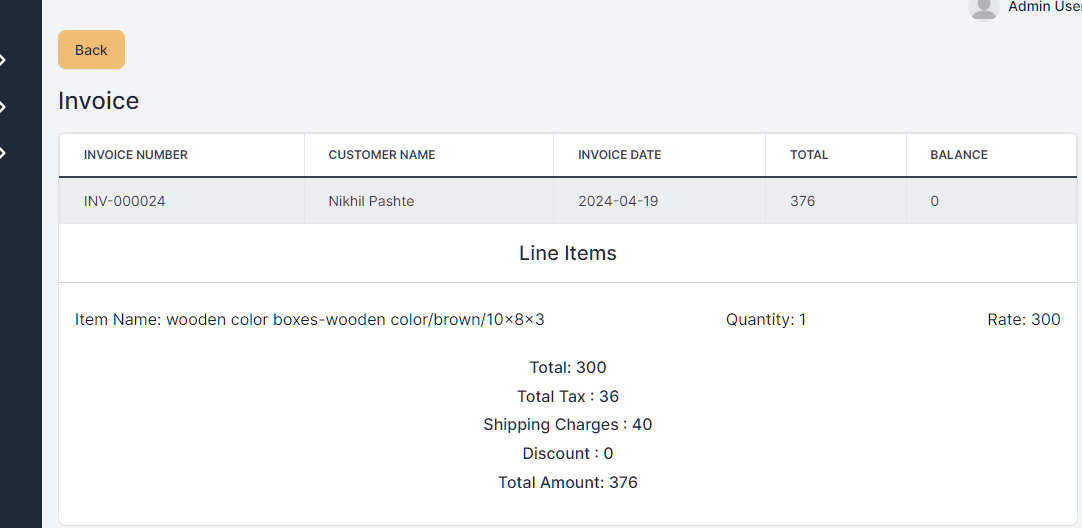 Admin User
Back
Invoice
INVOICE NUMBER CUSTOMER NAME INVOICE DATE TOTAL BALANCE
INV-000024 Nikhil Pashte 2024-04-19 376 0
Line Items
Item Name: wooden color boxes-wooden color/brown/10×8×3 Quantity: 1 Rate: 300
Total: 300
Total Tax : 36
Shipping Charges : 40
Discount : 0
Total Amount: 376